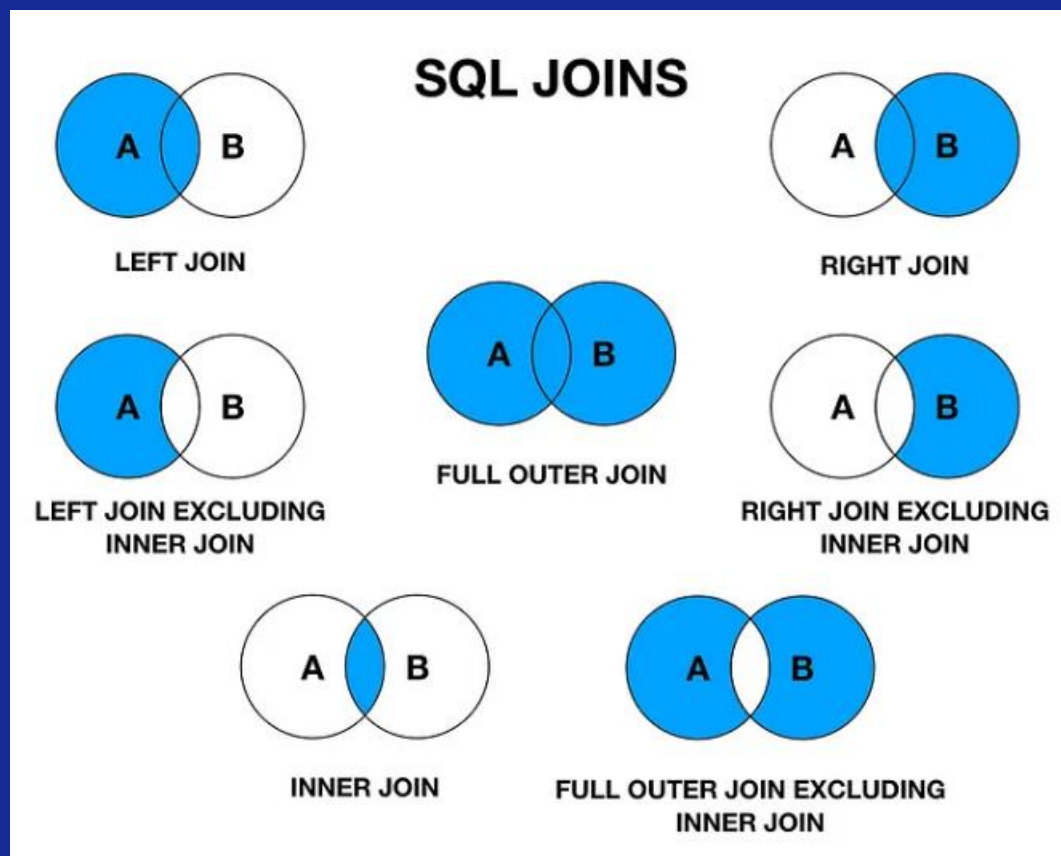 SQL JOINS
A B
LEFT JOIN
A B
RIGHT JOIN
A B
FULL OUTER JOIN
A B
LEFT JOIN EXCLUDING
INNER JOIN
A B
RIGHT JOIN EXCLUDING
INNER JOIN
A B
INNER JOIN
A B
FULL OUTER JOIN EXCLUDING
INNER JOIN